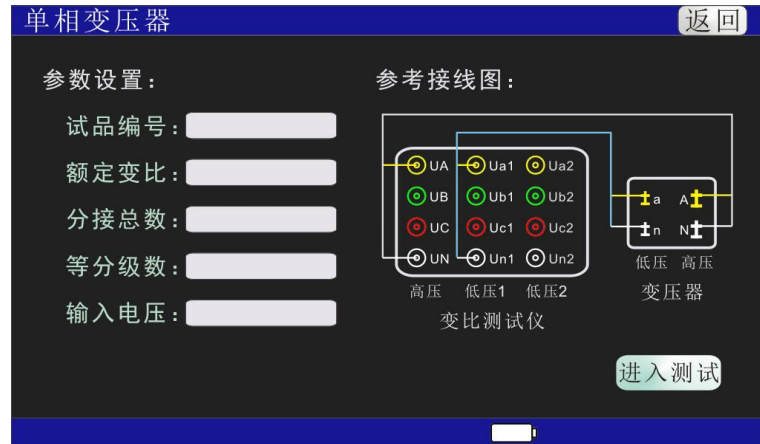 单相变压器 返回
参数设置： 参考接线图：
试品编号：
额定变比：
分接总数：
等分级数：
输入电压：
UA Ua1 Ua2
UB Ub1 Ub2
UC Uc1 Uc2
UN Un1 Un2
高压 低压1 低压2
变比测试仪
a A
n N
低压 高压
变压器
进入测试